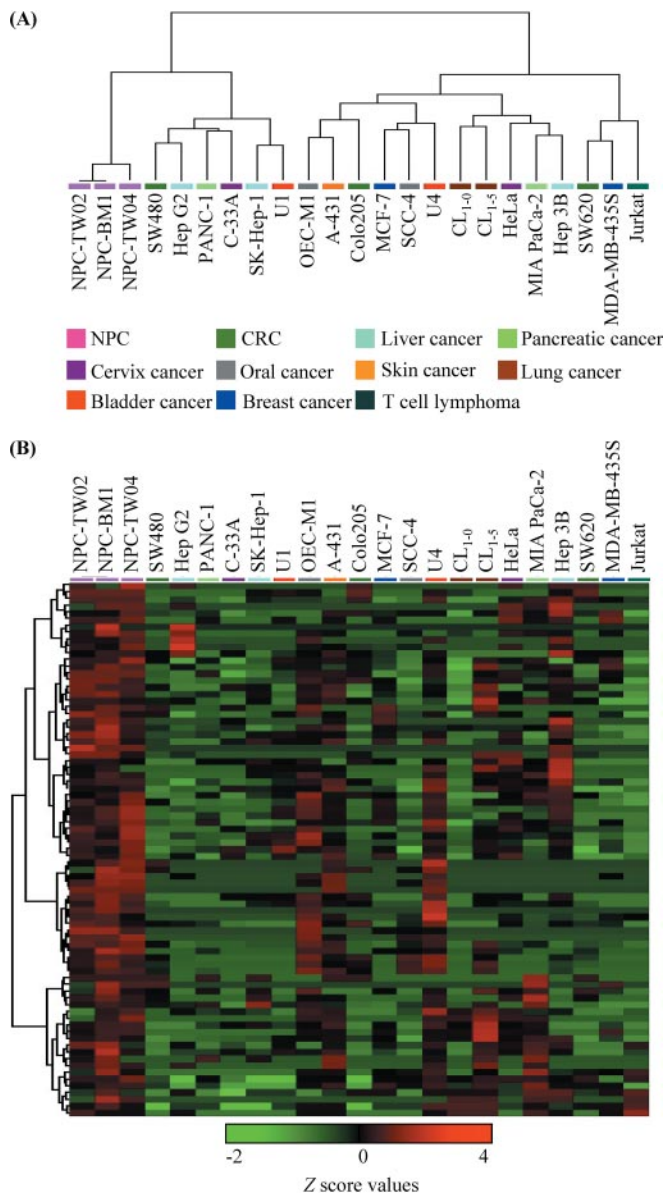 (A)
NPC-TW02
NPC-BM1
NPC-TW04
SW480
Hep G2
PANC-1
C-33A
SK-Hep-1
U1
OEC-M1
A-431
Colo205
MCF-7
SCC-4
U4
CL1-0
CL1-5
HeLa
MIA PaCa-2
Hep 3B
SW620
MDA-MB-435S
Jurkat
NPC CRC Liver cancer Pancreatic cancer
Cervix cancer Oral cancer Skin cancer Lung cancer
Bladder cancer Breast cancer T cell lymphoma
(B)
NPC-TW02
NPC-BM1
NPC-TW04
SW480
Hep G2
PANC-1
C-33A
SK-Hep-1
U1
OEC-M1
A-431
Colo205
MCF-7
SCC-4
U4
CL1-0
CL1-5
HeLa
MIA PaCa-2
Hep 3B
SW620
MDA-MB-435S
Jurkat
-2 0 4
Z score values